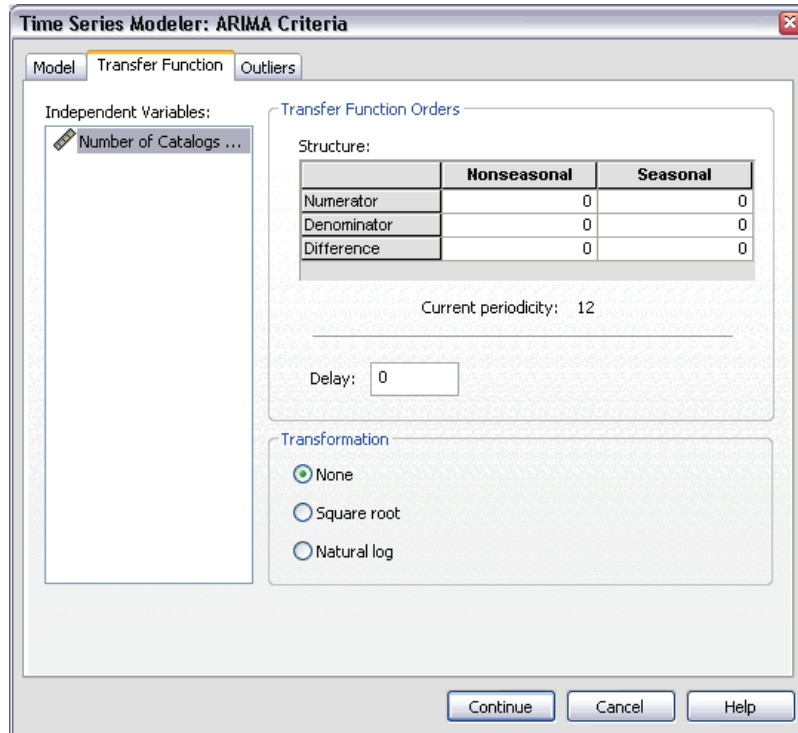 Time Series Modeler: ARIMA Criteria
Model Transfer Function Outliers
Independent Variables:
Number of Catalogs ...
Transfer Function Orders
Structure:
Nonseasonal Seasonal
Numerator 0 0
Denominator 0 0
Difference 0 0
Current periodicity: 12
Delay: 0
Transformation
None
Square root
Natural log
Continue Cancel Help